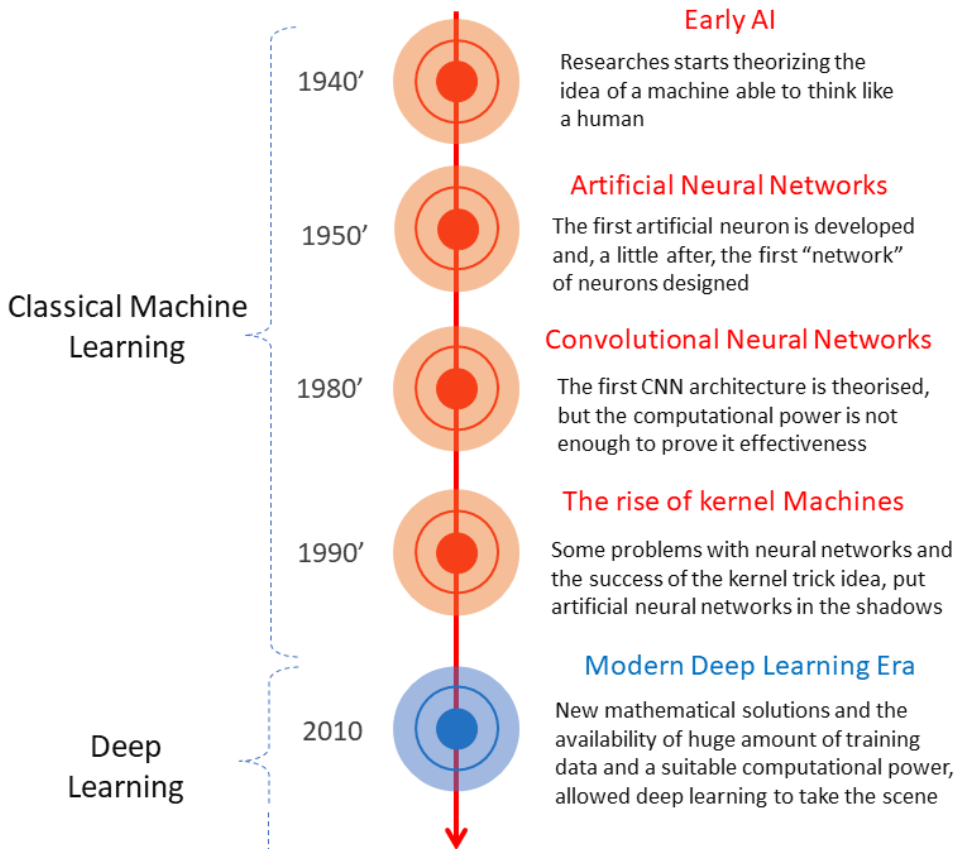 Early AI
1940’
Researches starts theorizing the
idea of a machine able to think like
a human
Artificial Neural Networks
1950’
The first artificial neuron is developed
and, a little after, the first “network”
of neurons designed
Classical Machine
Learning
Convolutional Neural Networks
1980’
The first CNN architecture is theorised,
but the computational power is not
enough to prove it effectiveness
The rise of kernel Machines
1990’
Some problems with neural networks and
the success of the kernel trick idea, put
artificial neural networks in the shadows
Modern Deep Learning Era
2010
New mathematical solutions and the
availability of huge amount of training
data and a suitable computational power,
allowed deep learning to take the scene
Deep
Learning